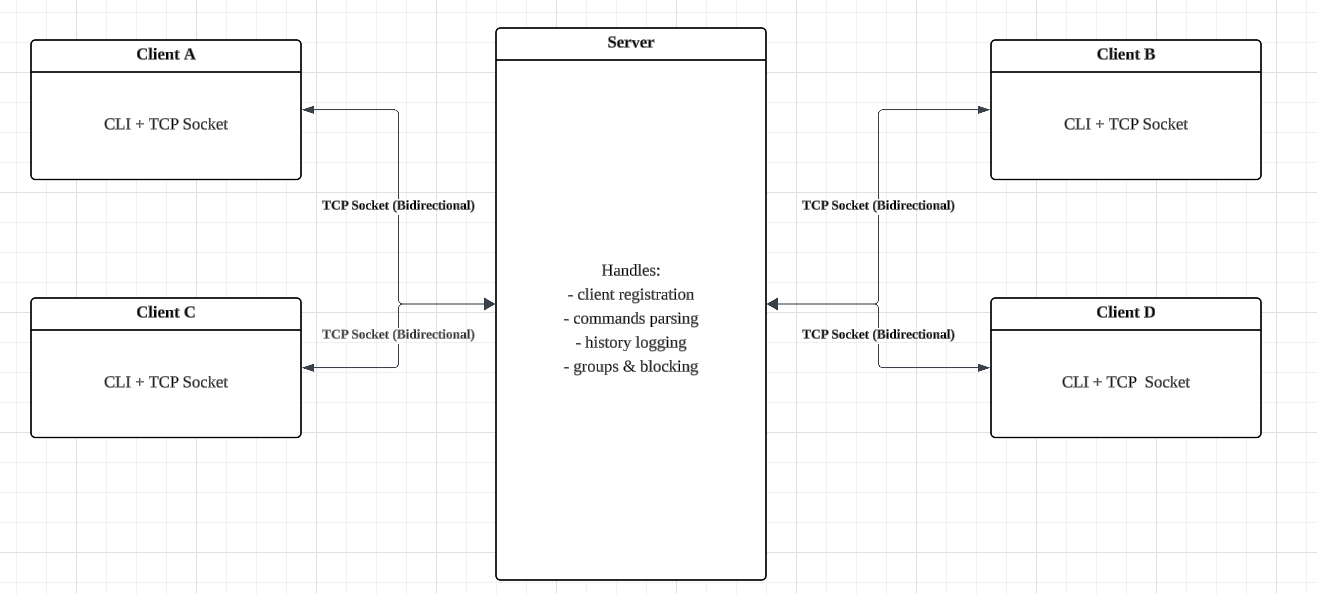 Client A
CLI + TCP Socket
Server
Client B
CLI + TCP Socket
TCP Socket (Bidirectional)
TCP Socket (Bidirectional)
Handles:
- client registration
- commands parsing
- history logging
- groups & blocking
Client C
CLI + TCP Socket
TCP Socket (Bidirectional)
TCP Socket (Bidirectional)
Client D
CLI + TCP  Socket